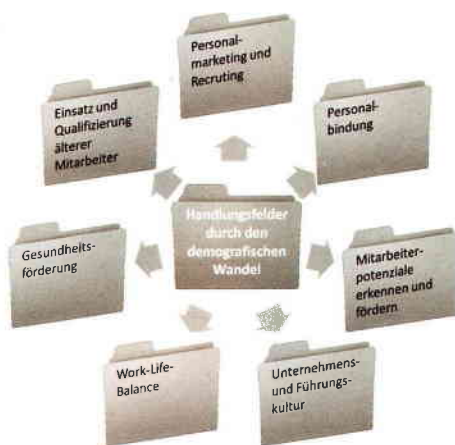 Personal-
marketing und
Recruting
Personal-
bindung
Mitarbeiter-
potenziale
erkennen und
fördern
Unternehmens-
und Führungs-
kultur
Work-Life-
Balance
Gesundheits-
förderung
Einsatz und
Qualifizierung
älterer
Mitarbeiter
Handlungsfelder
durch den
demografischen
Wandel